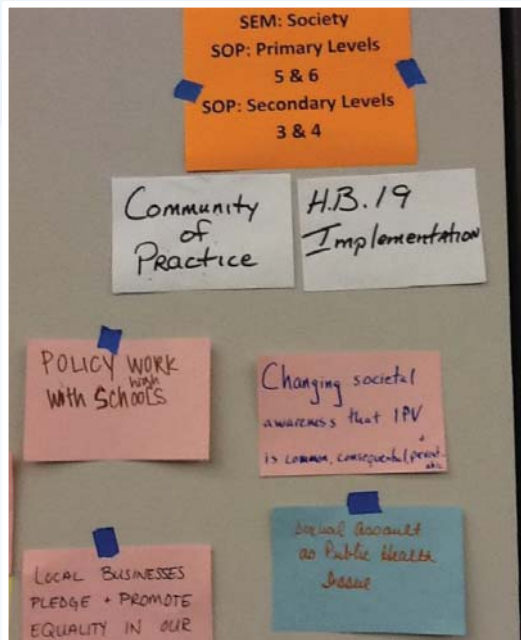 SEM: Society
SOP: Primary Levels
5 & 6
SOP: Secondary Levels
3 & 4
Community
of
Practice
H.B.19
Implementation
POLICY WORK
with high Schools
Changing societal
awareness that IPV
is common, consequential,
Sexual Assault
as Public Health
Issue
LOCAL BUSINESSES
PLEDGE + PROMOTE
EQUALITY IN OUR